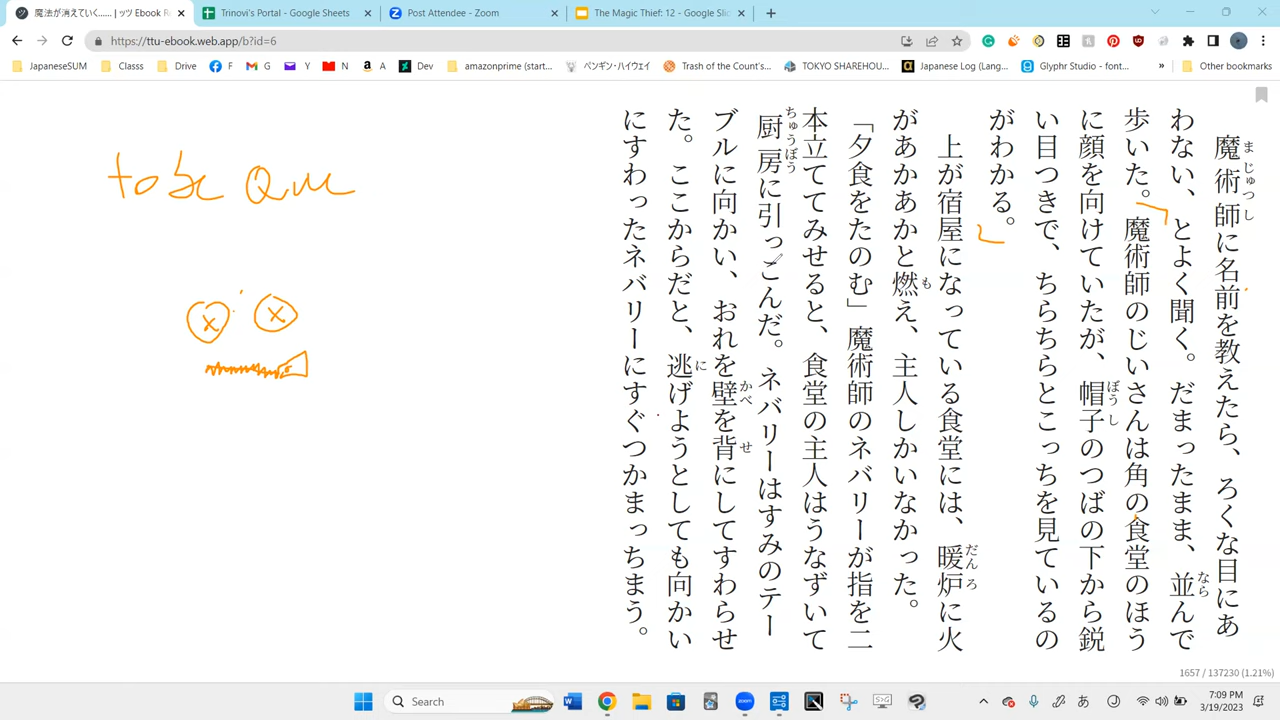 魔法が消えていく...... | ッツ Ebook R
Trinovi's Portal - Google Sheets
Post Attendee - Zoom
The Magic Thief: 12 - Google Slid
https://ttu-ebook.web.app/b?id=6
JapaneseSUM
Classs
Drive
F
G
Y
N
A
Dev
amazonprime (start...
ペンギン・ハイウェイ
Trash of the Count's...
TOKYO SHAREHOU...
Japanese Log (Lang...
Glyphr Studio - font...
Other bookmarks
魔術師に名前を教えたら、ろくな目にあ
わない、とよく聞く。だまったまま、並んで
歩いた。魔術師のじいさんは角の食堂のほう
に顔を向けていたが、帽子のつばの下から鋭
い目つきで、ちらちらとこっちを見ているの
がわかる。
上が宿屋になっている食堂には、暖炉に火
があかあかと燃え、主人しかいなかった。
「夕食をたのむ」魔術師のネバリーが指を二
本立ててみせると、食堂の主人はうなずいて
厨房に引っこんだ。ネバリーはすみのテー
ブルに向かい、おれを壁を背にしてすわらせ
た。ここからだと、逃げようとしても向かい
にすわったネバリーにすぐつかまっちまう。
1657 / 137230 (1.21%)
Search
7:09 PM
3/19/2023